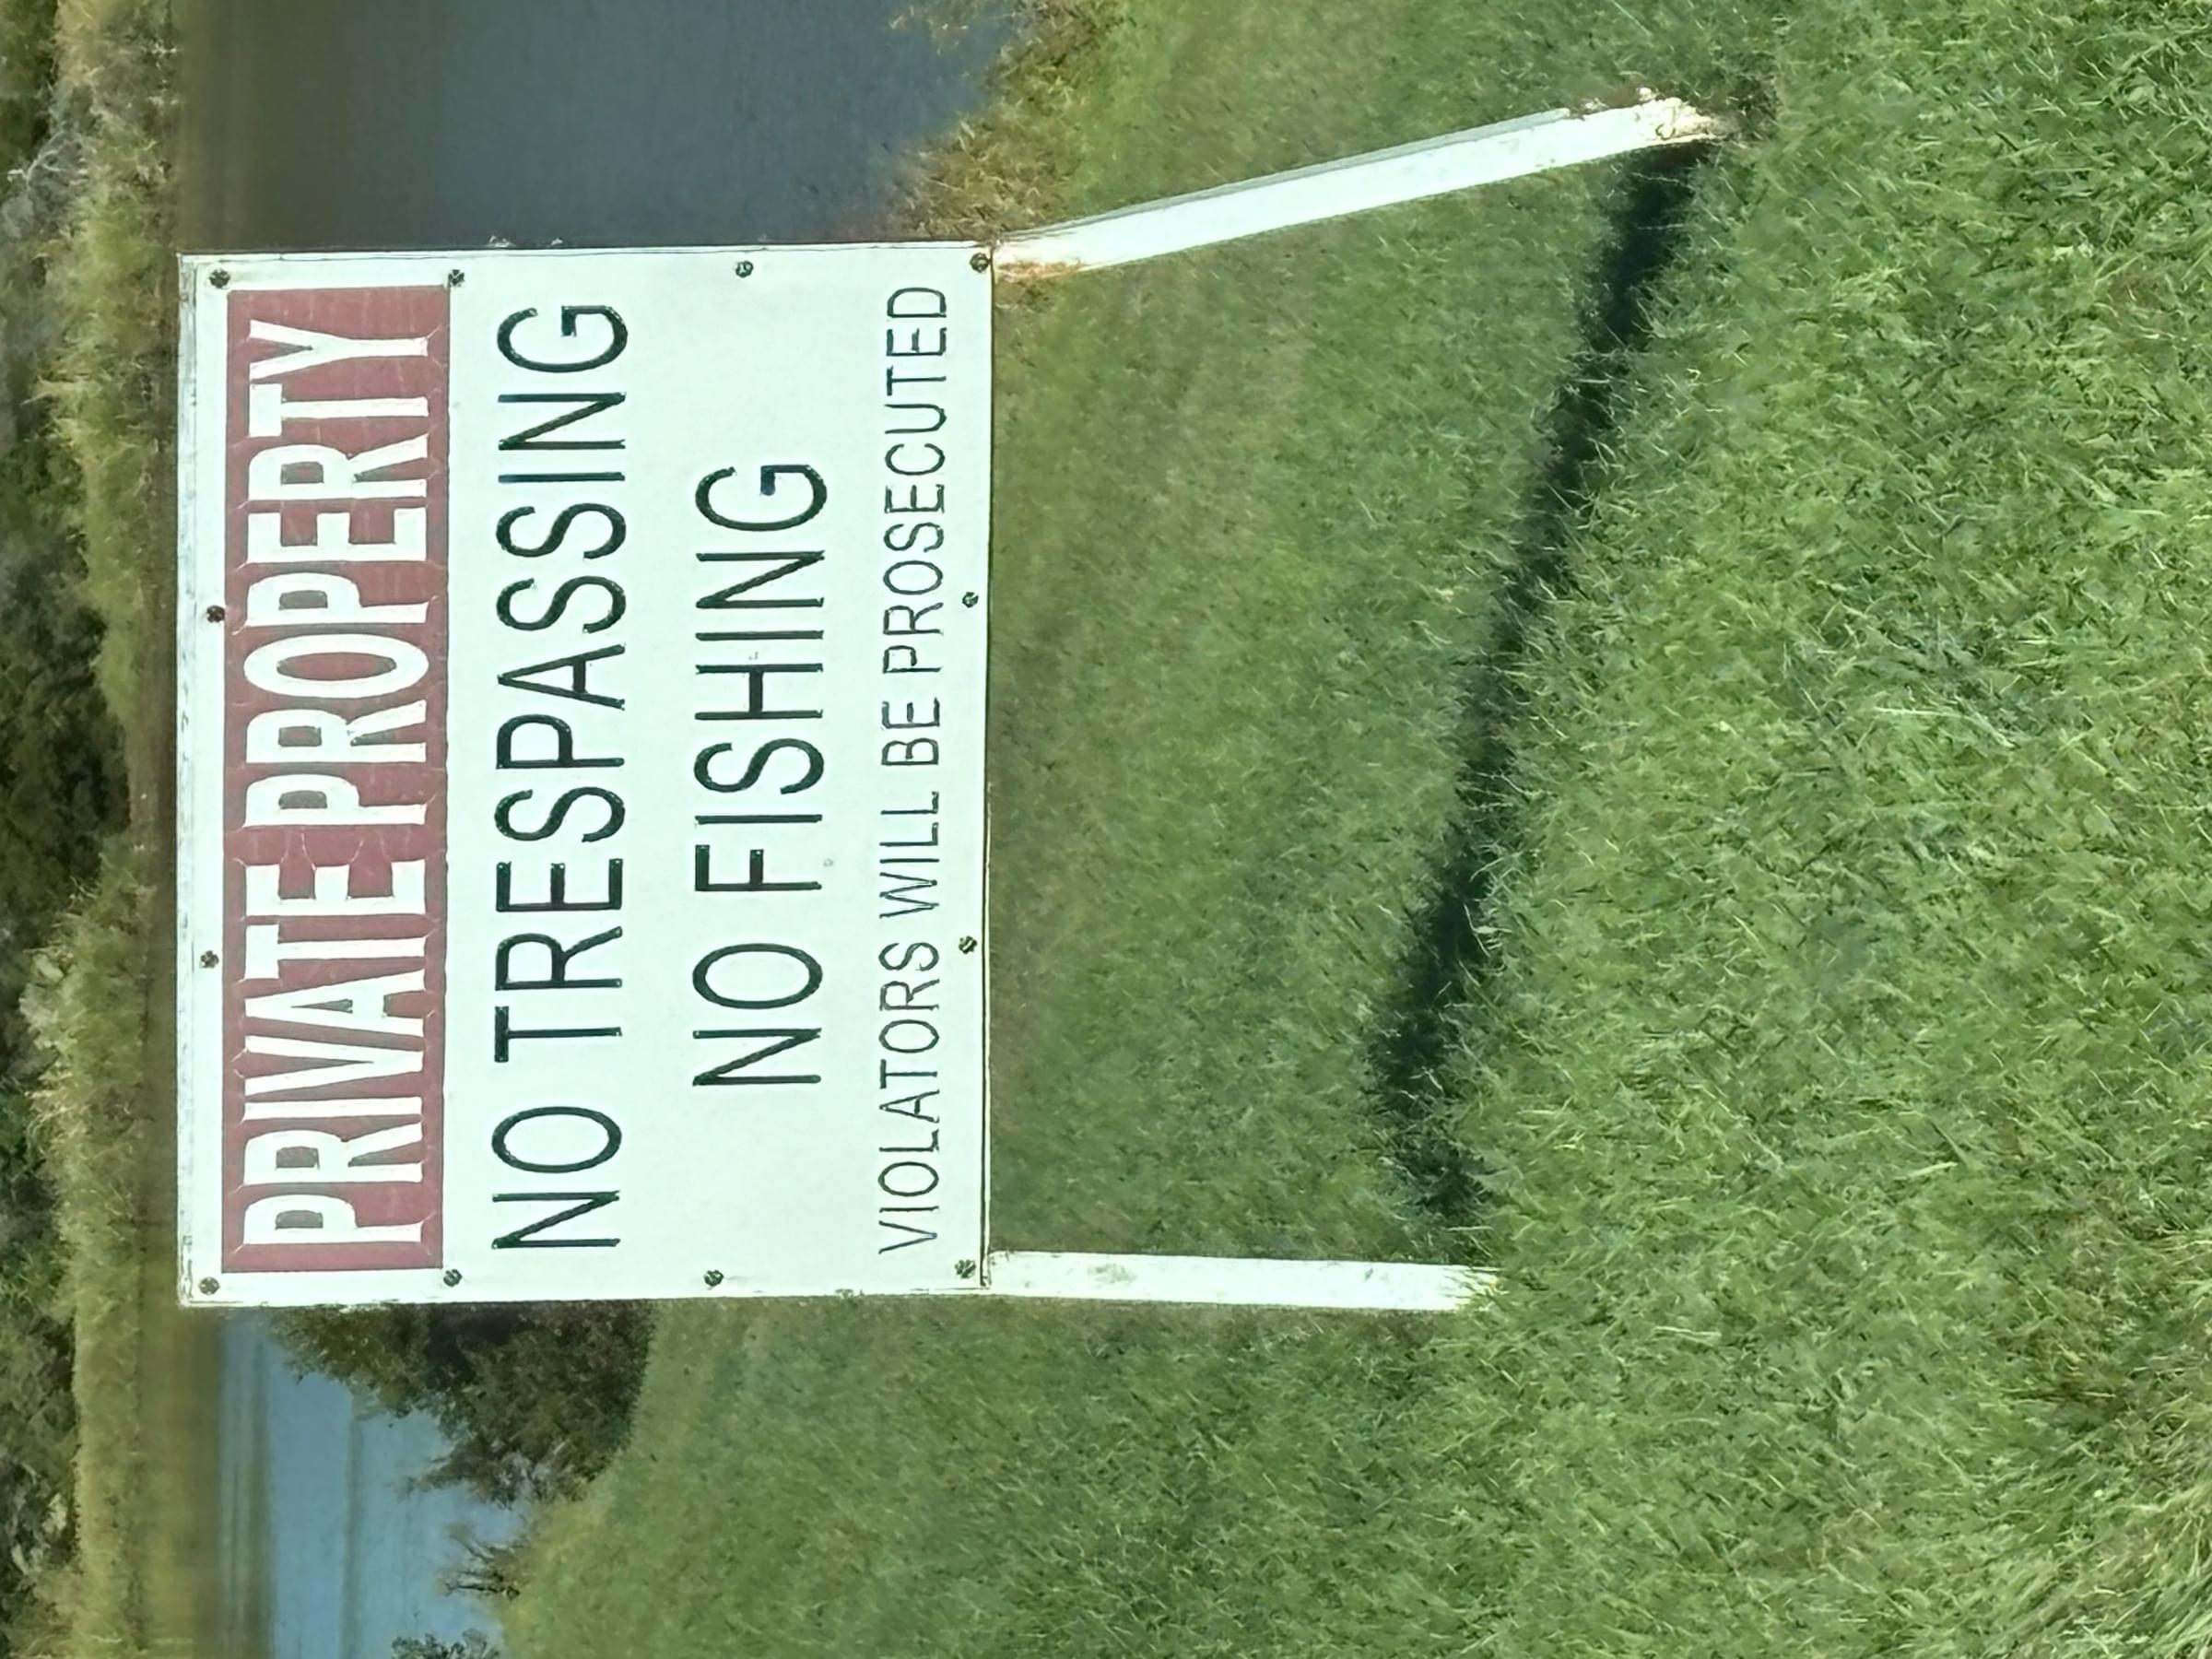 PRIVATE PROPERTY
NO TRESPASSING
NO FISHING
VIOLATORS WILL BE PROSECUTED